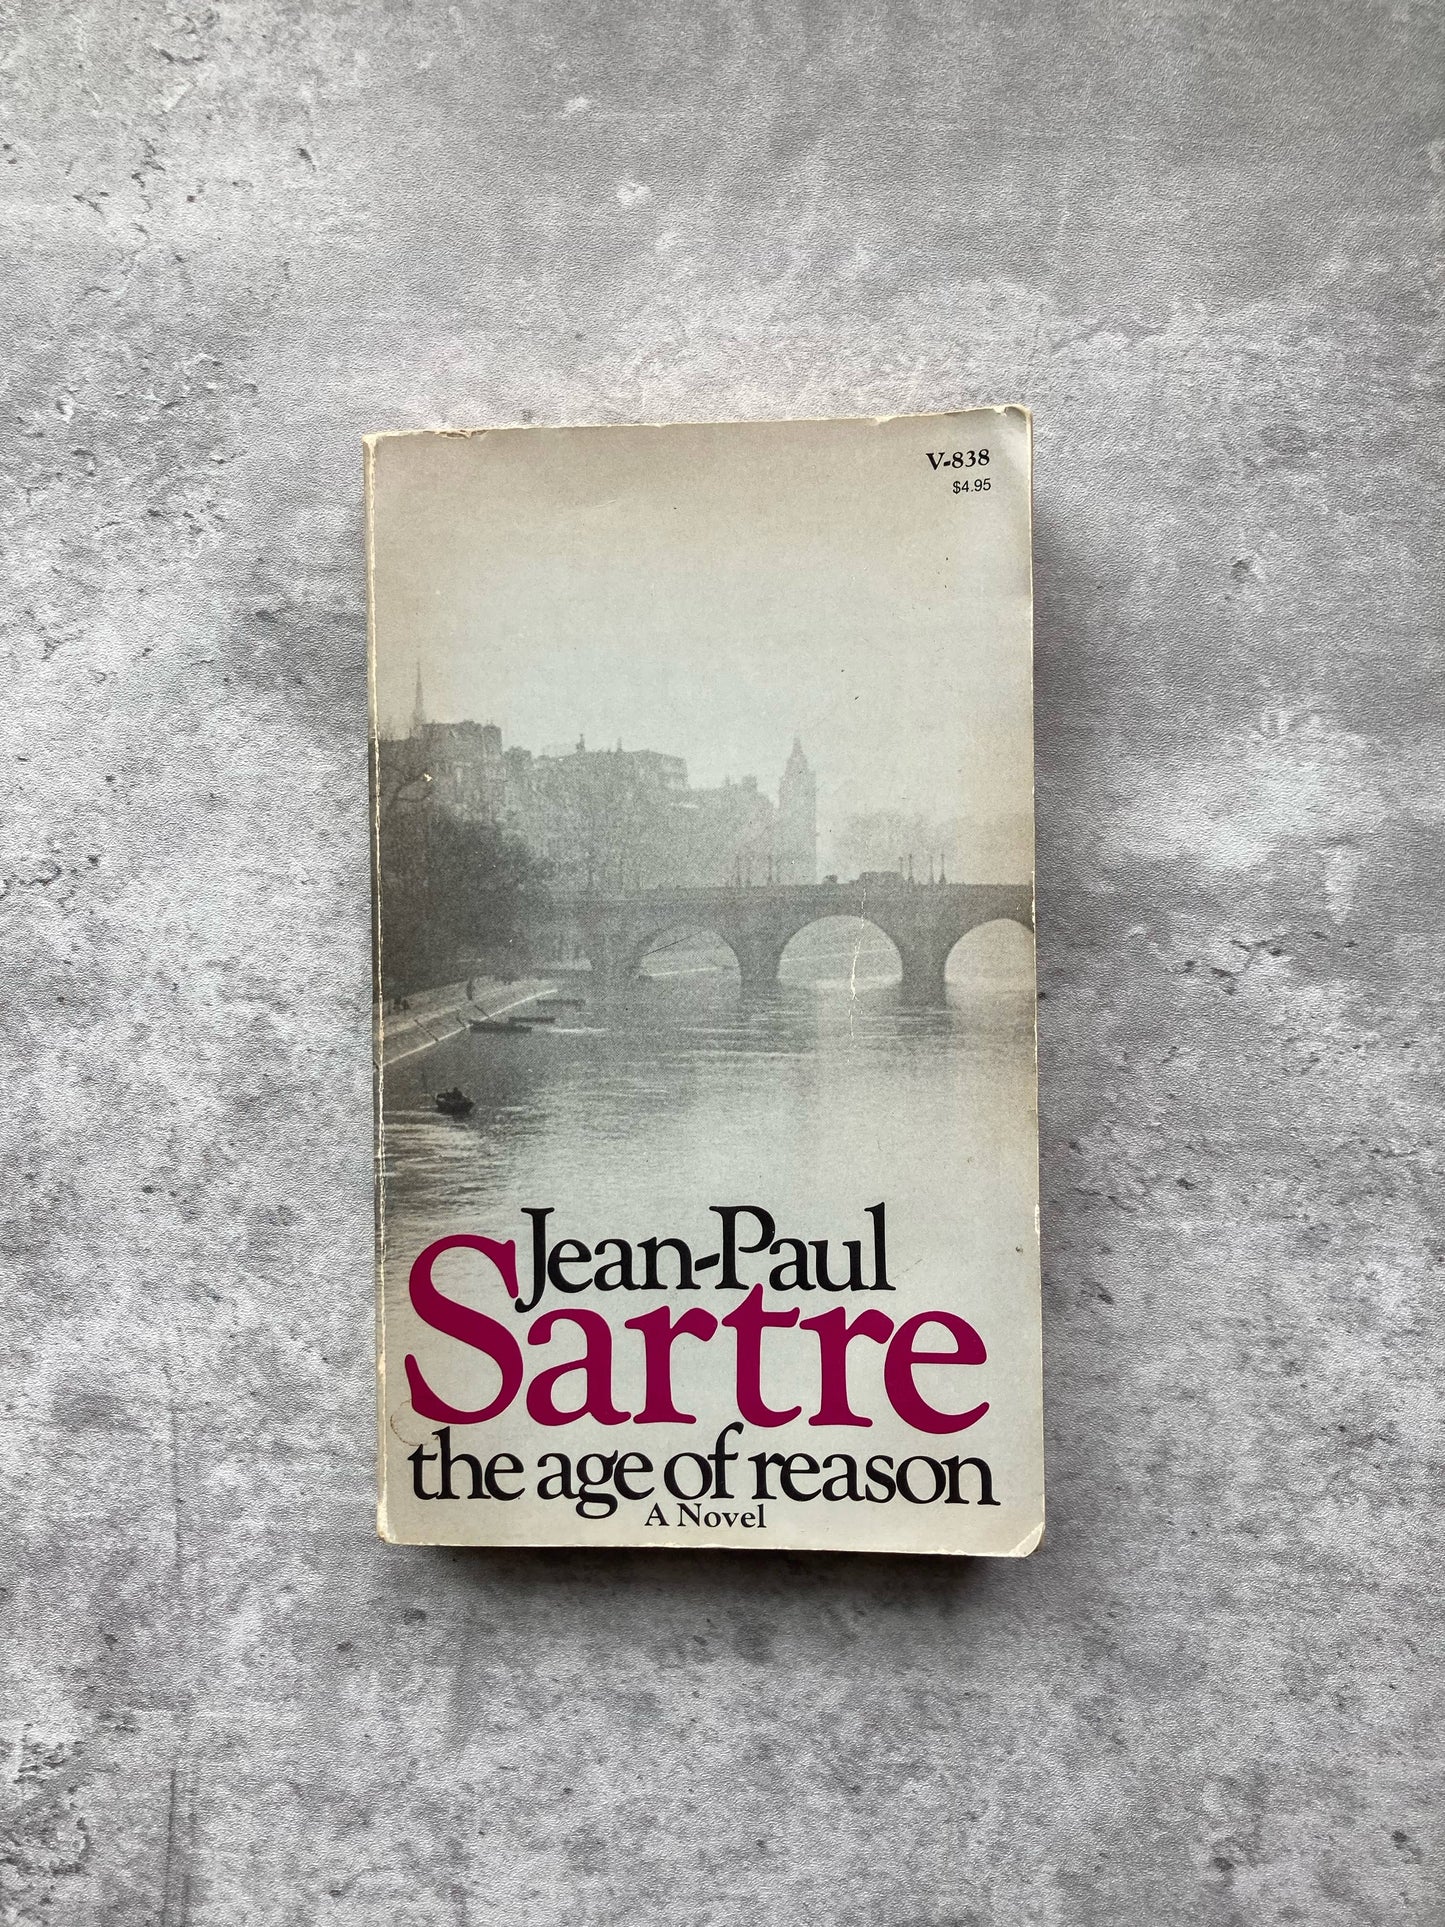 V-838
$4.95
Jean-Paul
Sartre
the age of reason
A Novel